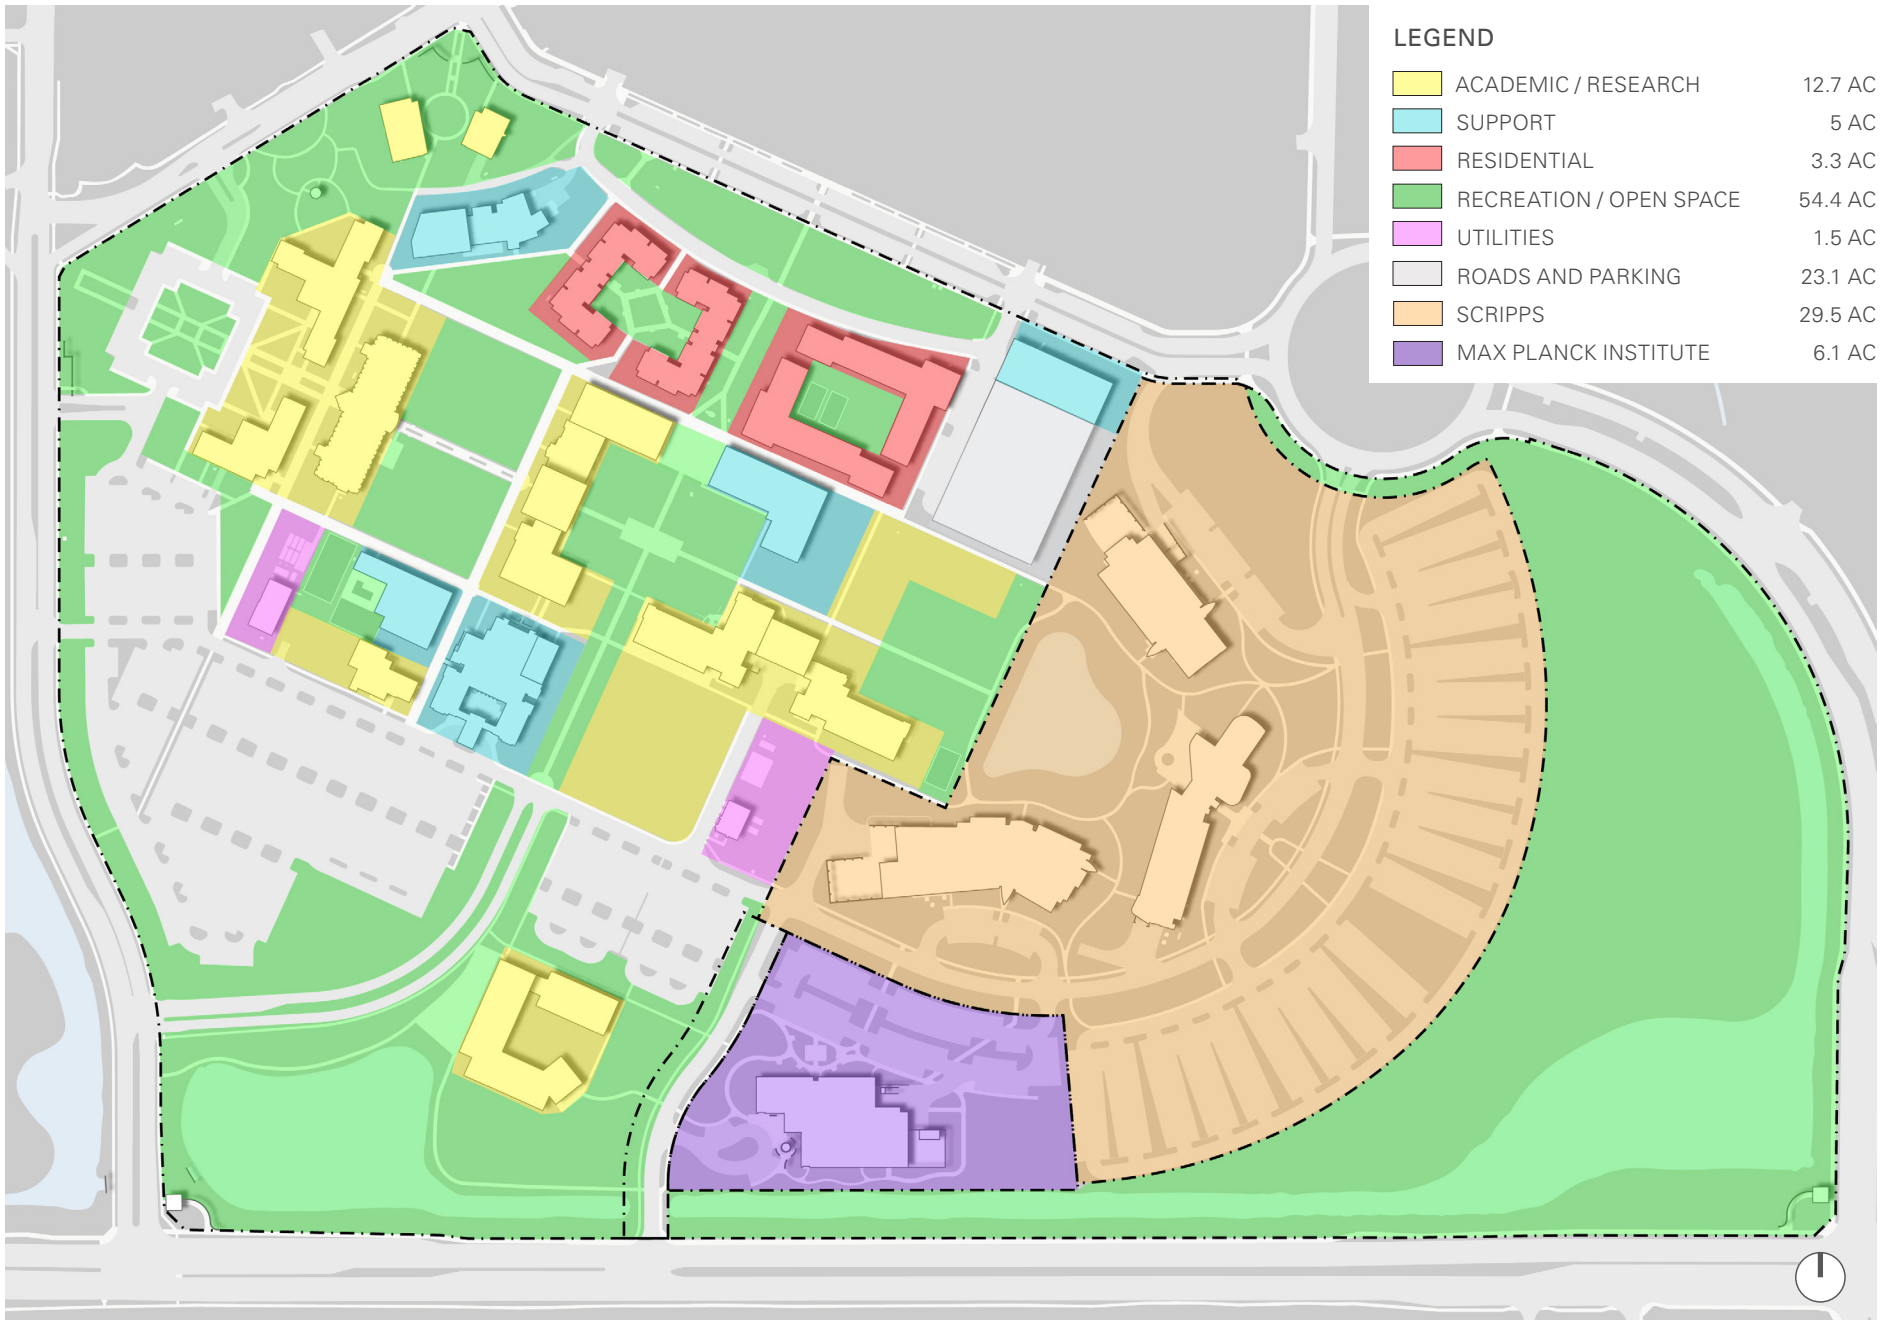 LEGEND
ACADEMIC / RESEARCH 12.7 AC
SUPPORT 5 AC
RESIDENTIAL 3.3 AC
RECREATION / OPEN SPACE 54.4 AC
UTILITIES 1.5 AC
ROADS AND PARKING 23.1 AC
SCRIPPS 29.5 AC
MAX PLANCK INSTITUTE 6.1 AC